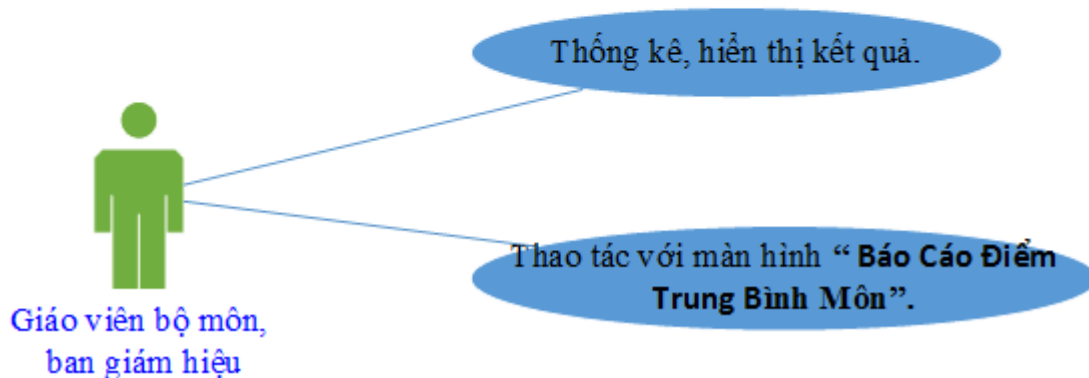 Thống kê, hiển thị kết quả.
Thao tác với màn hình “ Báo Cáo Điểm
Trung Bình Môn”.
Giáo viên bộ môn,
ban giám hiệu